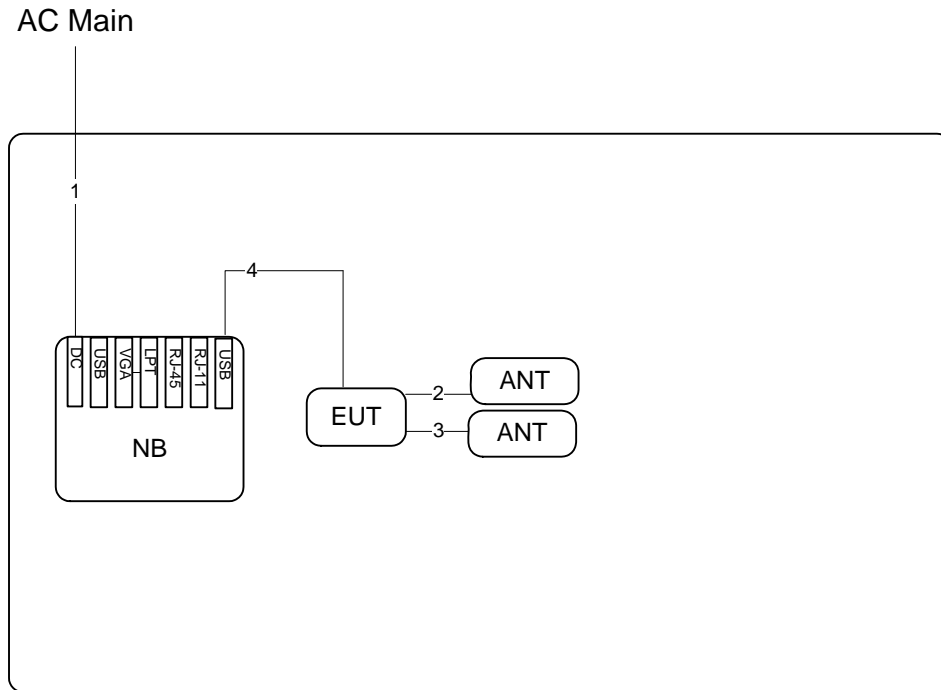 AC Main
1
4
DC
USB
VGA
LPT
RJ-45
RJ-11
USB
NB
EUT
2
ANT
3
ANT